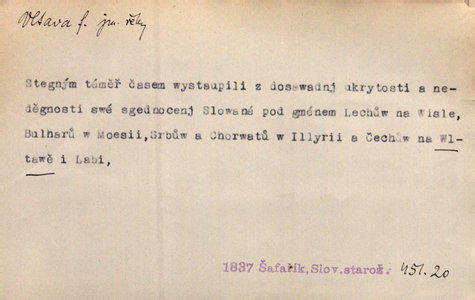 Vltava f. jm. řeky
Stegným téměř časem wystaupili z dosawadnj ukrytosti a ne-
děgnosti swé sgednocenj Slowané pod gménem Lechůw na Wisle,
Bulharů w Moesii, Srbůw a Chorwatů w Illyrii a Čechůw na Wl-
tawě i Labi,
1837 Šafařík, Slov. starož. 451. 20